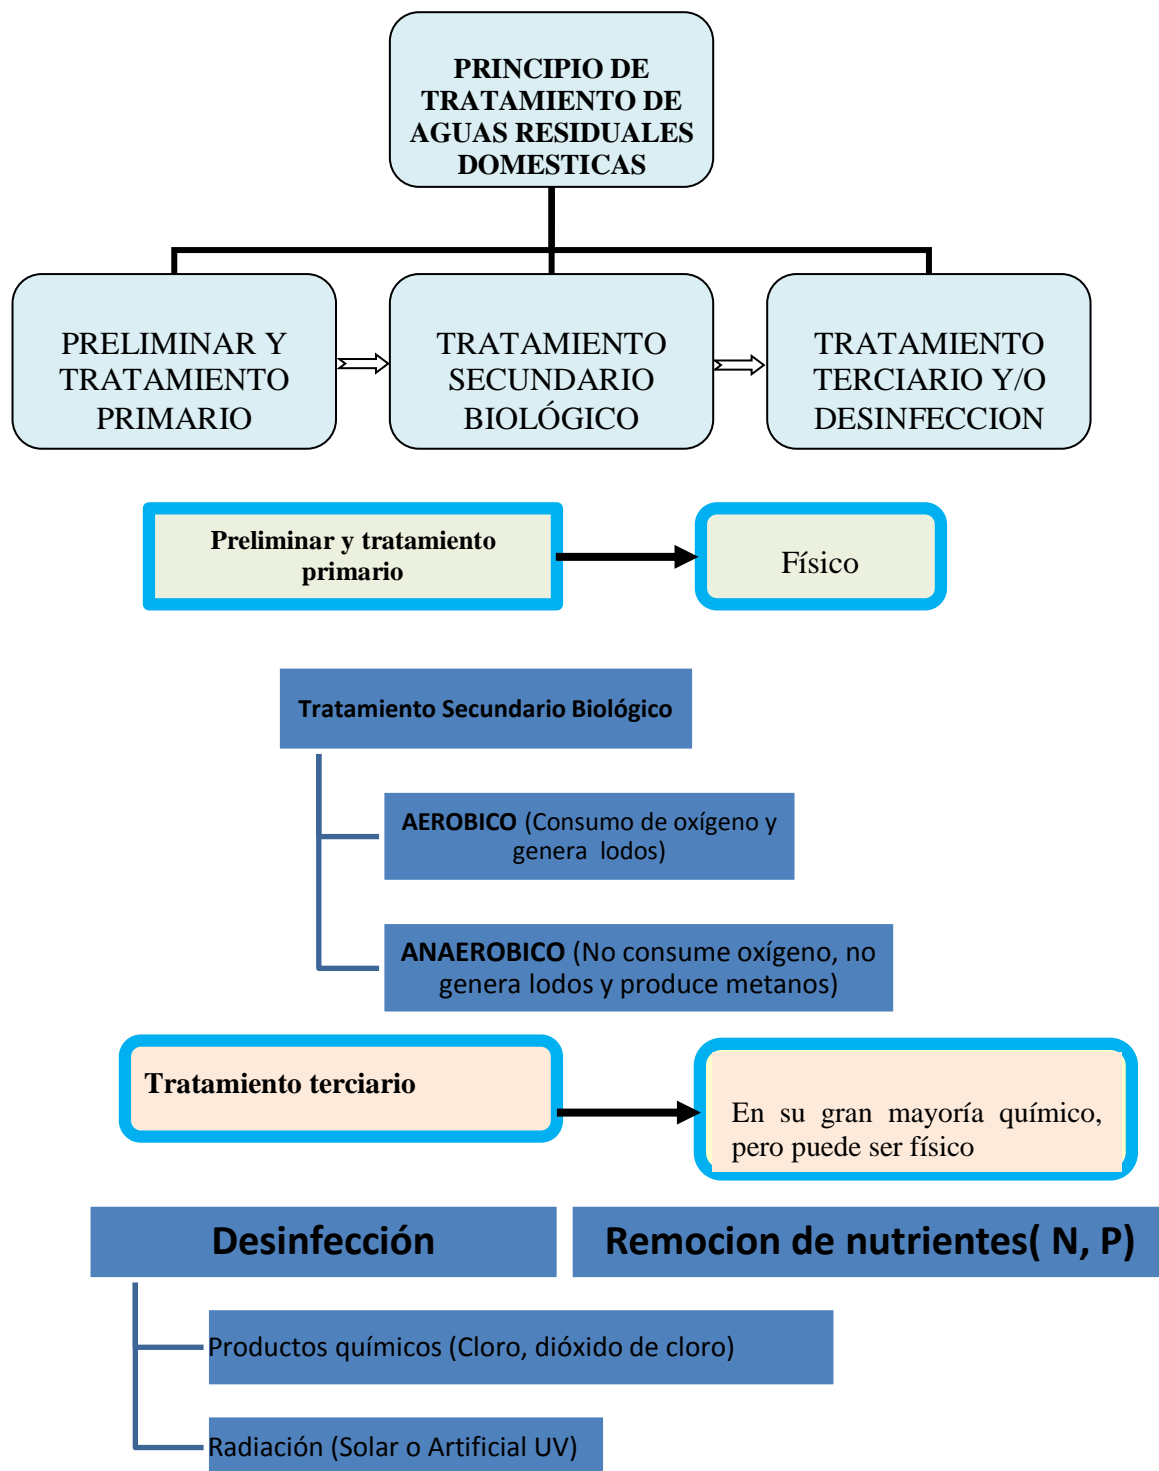 PRINCIPIO DE
TRATAMIENTO DE
AGUAS RESIDUALES
DOMESTICAS
PRELIMINAR Y
TRATAMIENTO
PRIMARIO
TRATAMIENTO
SECUNDARIO
BIOLÓGICO
TRATAMIENTO
TERCIARIO Y/O
DESINFECCION
Preliminar y tratamiento
primario
Físico
Tratamiento Secundario Biológico
AEROBICO (Consumo de oxígeno y
genera lodos)
ANAEROBICO (No consume oxígeno, no
genera lodos y produce metanos)
Tratamiento terciario
En su gran mayoría químico,
pero puede ser físico
Desinfección
Remocion de nutrientes( N, P)
Productos químicos (Cloro, dióxido de cloro)
Radiación (Solar o Artificial UV)